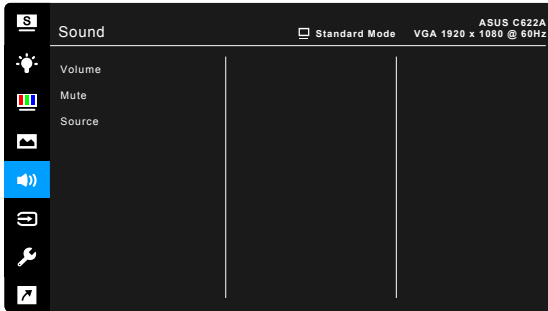 S
Sound
Standard Mode
ASUS C622A
VGA 1920 x 1080 @ 60Hz
Volume
Mute
Source